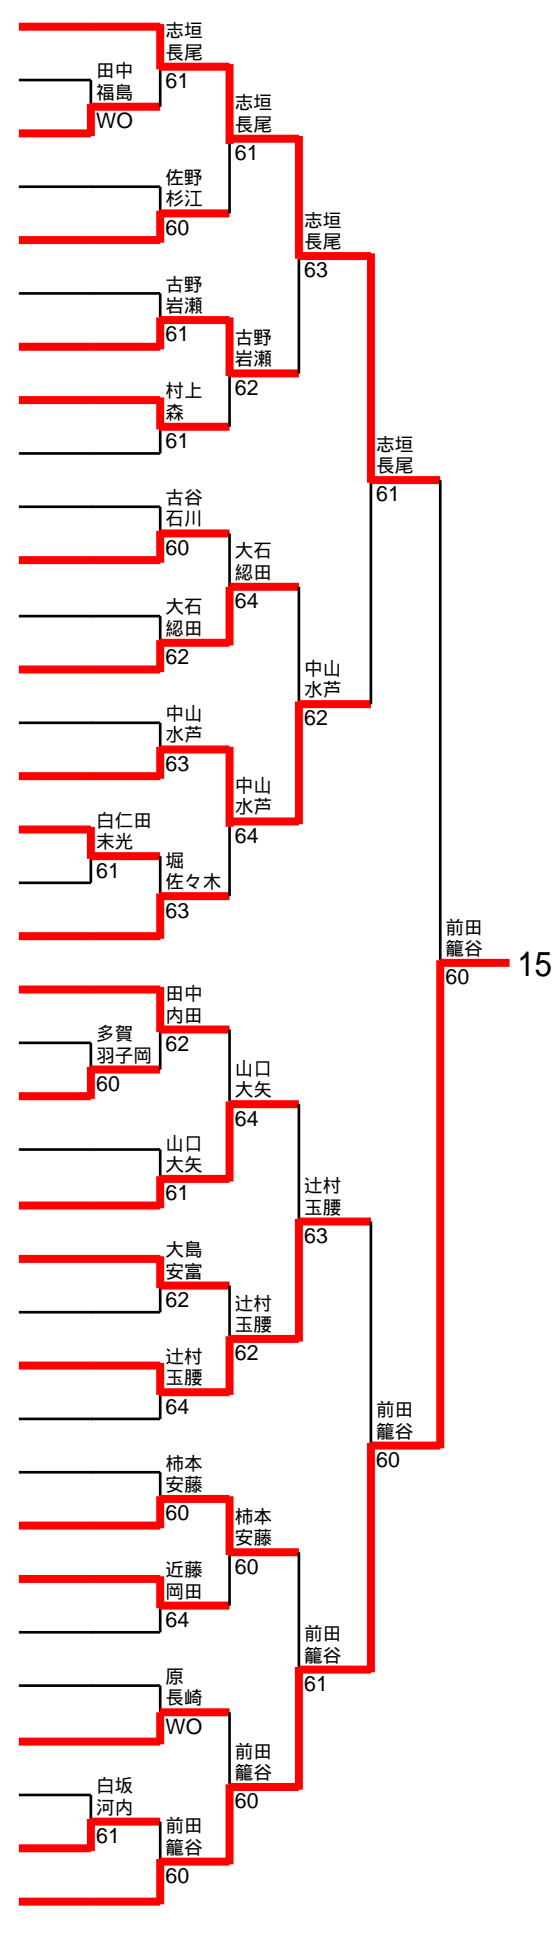 志垣
長尾
61
田中
福島
WO
志垣
長尾
61
佐野
杉江
60
志垣
長尾
63
古野
岩瀬
61
古野
岩瀬
62
村上
森
61
志垣
長尾
61
古谷
石川
60
大石
綛田
64
大石
綛田
62
中山
水芦
62
中山
水芦
63
中山
水芦
64
白仁田
末光
61
堀
佐々木
63
前田
籠谷
60
15
田中
内田
62
多賀
羽子岡
60
山口
大矢
64
山口
大矢
61
辻村
玉腰
63
大島
安富
62
辻村
玉腰
62
辻村
玉腰
64
前田
籠谷
60
柿本
安藤
60
柿本
安藤
60
近藤
岡田
64
前田
籠谷
61
原
長崎
WO
前田
籠谷
60
白坂
河内
61
前田
籠谷
60